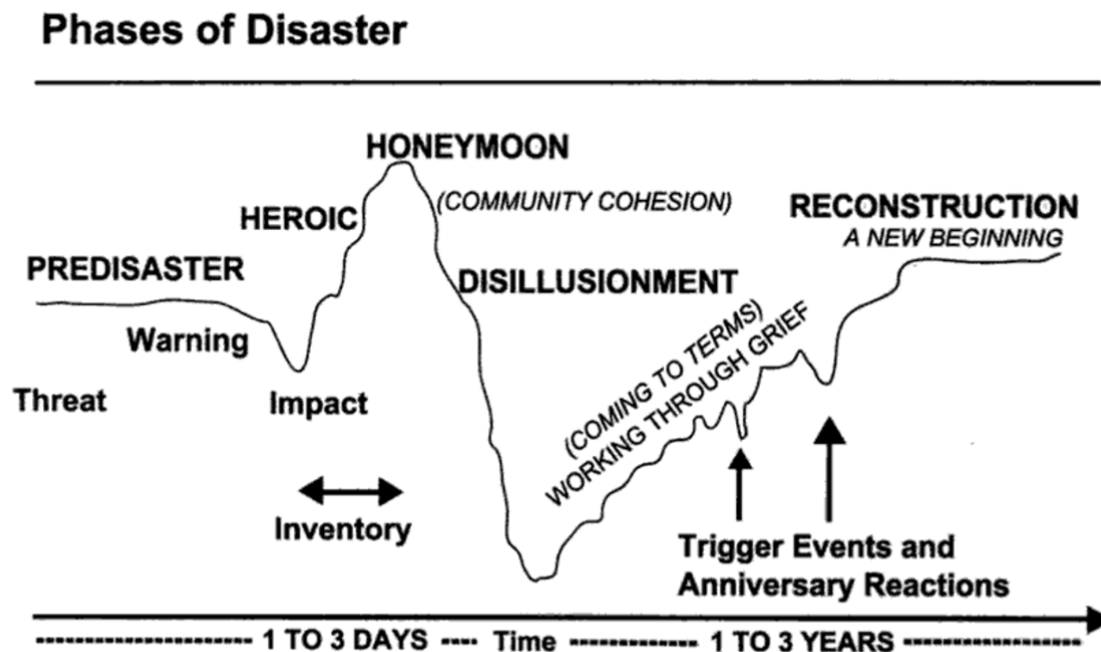 Phases of Disaster
HONEYMOON
(COMMUNITY COHESION)
HEROIC
RECONSTRUCTION
A NEW BEGINNING
PREDISASTER
DISILLUSIONMENT
Warning
Threat
Impact
(COMING TO TERMS)
WORKING THROUGH GRIEF
Inventory
Trigger Events and
Anniversary Reactions
1 TO 3 DAYS Time 1 TO 3 YEARS